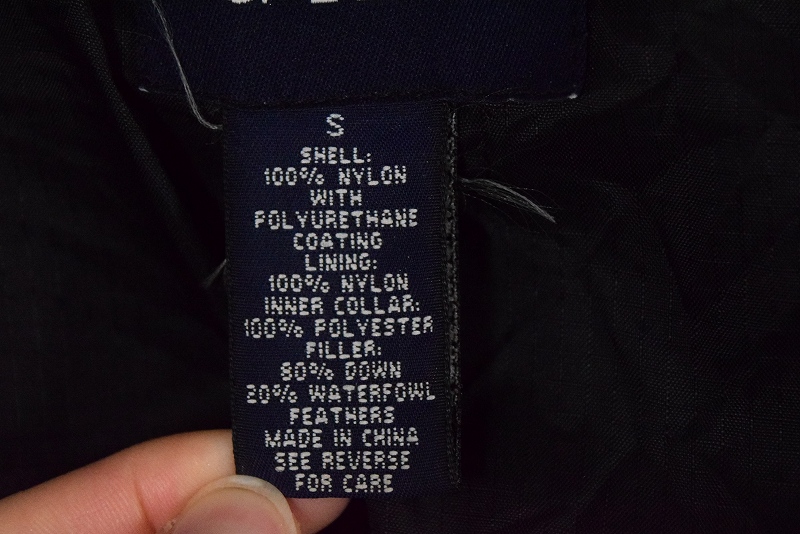 S
SHELL:
100% NYLON
WITH
POLYURETHANE
COATING
LINING:
100% NYLON
INNER COLLAR:
100% POLYESTER
FILLER:
80% DOWN
20% WATERFOWL
FEATHERS
MADE IN CHINA
SEE REVERSE
FOR CARE